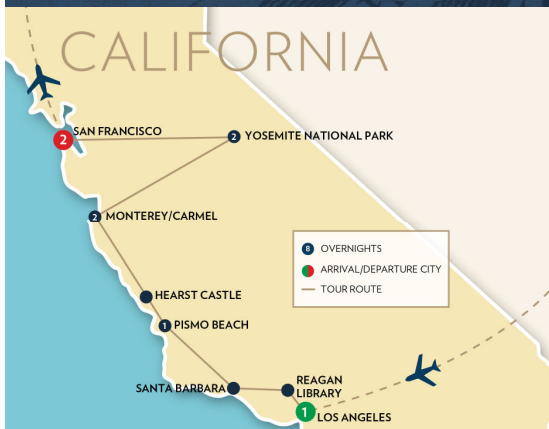 CALIFORNIA
SAN FRANCISCO
2
2
YOSEMITE NATIONAL PARK
2
MONTEREY/CARMEL
8
OVERNIGHTS
ARRIVAL/DEPARTURE CITY
TOUR ROUTE
HEARST CASTLE
1
PISMO BEACH
SANTA BARBARA
REAGAN
LIBRARY
1
LOS ANGELES